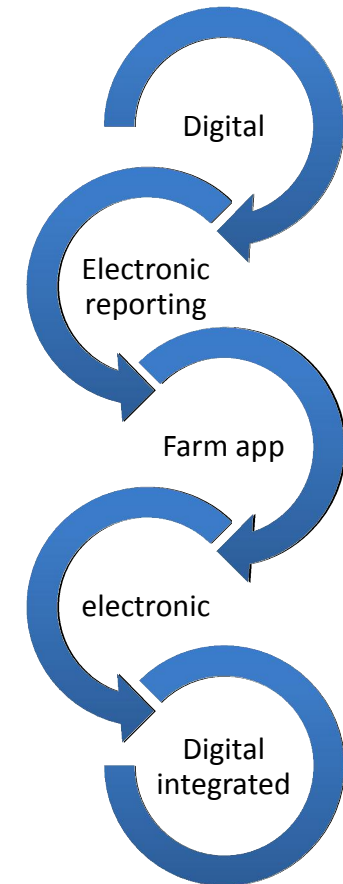 Digital
Electronic
reporting
Farm app
electronic
Digital
integrated